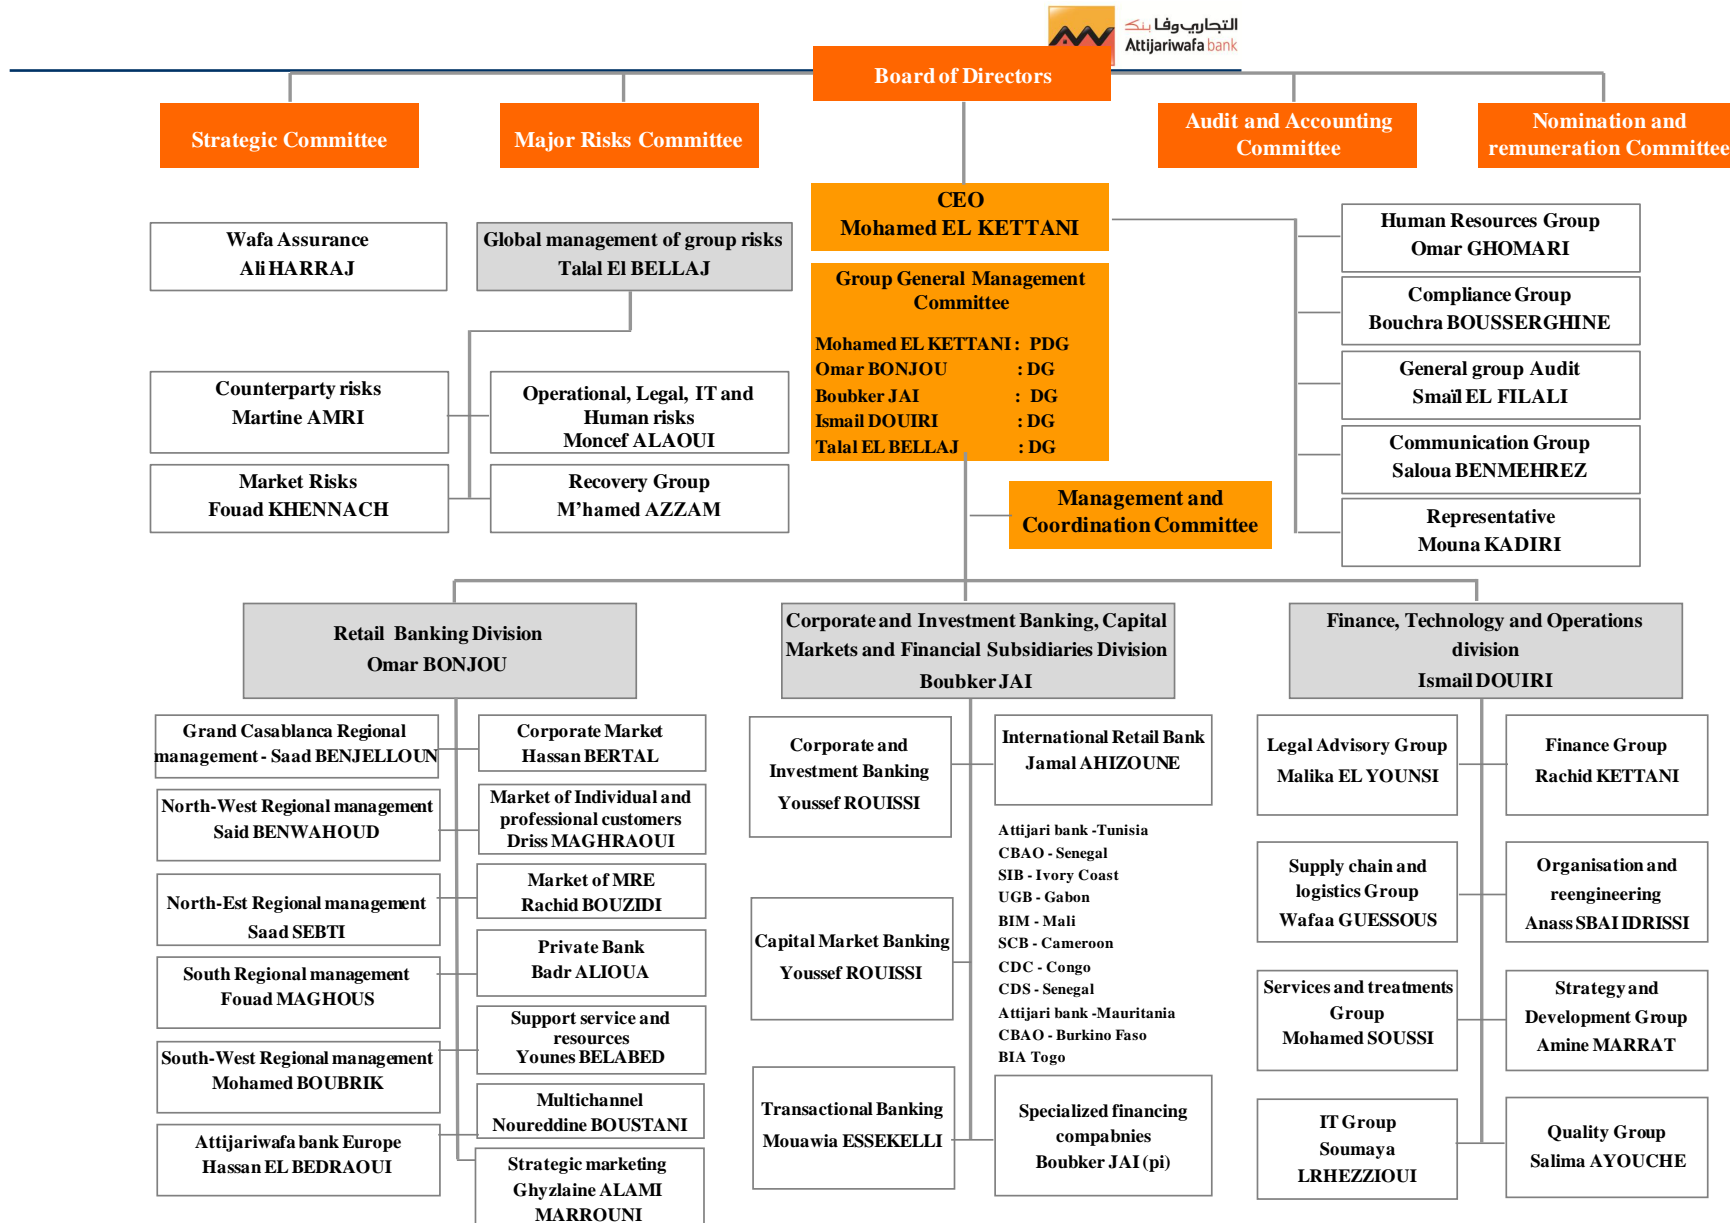 التجاري وفا بنك
Attijariwafa bank
Board of Directors
Strategic Committee
Major Risks Committee
Audit and Accounting
Committee
Nomination and
remuneration Committee
CEO
Mohamed EL KETTANI
Wafa Assurance
Ali HARRAJ
Global management of group risks
Talal El BELLAJ
Human Resources Group
Omar GHOMARI
Group General Management
Committee
Mohamed EL KETTANI : PDG
Omar BONJOU : DG
Boubker JAI : DG
Ismail DOUIRI : DG
Talal EL BELLAJ : DG
Compliance Group
Bouchra BOUSSERGHINE
General group Audit
Smaïl EL FILALI
Communication Group
Saloua BENMEHREZ
Representative
Mouna KADIRI
Counterparty risks
Martine AMRI
Operational, Legal, IT and
Human risks
Moncef ALAOUI
Market Risks
Fouad KHENNACH
Recovery Group
M’hamed AZZAM
Management and
Coordination Committee
Retail Banking Division
Omar BONJOU
Corporate and Investment Banking, Capital
Markets and Financial Subsidiaries Division
Boubker JAI
Finance, Technology and Operations
division
Ismail DOUIRI
Grand Casablanca Regional
management - Saad BENJELLOUN
Corporate Market
Hassan BERTAL
North-West Regional management
Said BENWAHOUD
Market of Individual and
professional customers
Driss MAGHRAOUI
North-Est Regional management
Saad SEBTI
Market of MRE
Rachid BOUZIDI
South Regional management
Fouad MAGHOUS
Private Bank
Badr ALIOUA
South-West Regional management
Mohamed BOUBRIK
Support service and
resources
Younes BELABED
Attijariwafa bank Europe
Hassan EL BEDRAOUI
Multichannel
Noureddine BOUSTANI
Strategic marketing
Ghyzlaine ALAMI
MARROUNI
Corporate and
Investment Banking
Youssef ROUISSI
International Retail Bank
Jamal AHIZOUNE
Attijari bank -Tunisia
CBAO - Senegal
SIB - Ivory Coast
UGB - Gabon
BIM - Mali
SCB - Cameroon
CDC - Congo
CDS - Senegal
Attijari bank -Mauritania
CBAO - Burkino Faso
BIA Togo
Capital Market Banking
Youssef ROUISSI
Transactional Banking
Mouawia ESSEKELLI
Specialized financing
compabnies
Boubker JAI (pi)
Legal Advisory Group
Malika EL YOUNSI
Finance Group
Rachid KETTANI
Supply chain and
logistics Group
Wafaa GUESSOUS
Organisation and
reengineering
Anass SBAI IDRISSI
Services and treatments
Group
Mohamed SOUSSI
Strategy and
Development Group
Amine MARRAT
IT Group
Soumaya
LRHEZZIOUI
Quality Group
Salima AYOUCHE